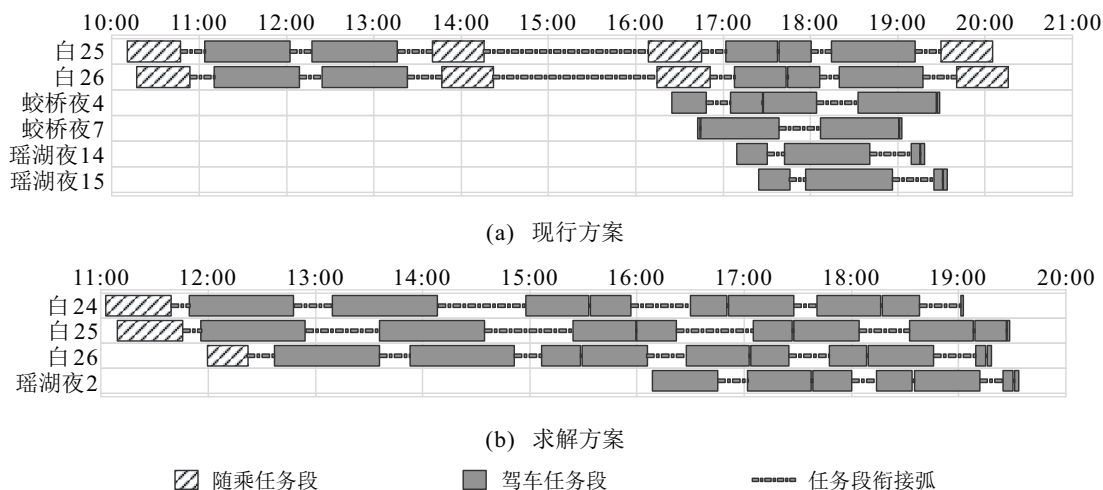 10:00 11:00 12:00 13:00 14:00 15:00 16:00 17:00 18:00 19:00 20:00 21:00
白25
白26
蛟桥夜4
蛟桥夜7
瑶湖夜14
瑶湖夜15
(a) 现行方案
11:00 12:00 13:00 14:00 15:00 16:00 17:00 18:00 19:00 20:00
白24
白25
白26
瑶湖夜2
(b) 求解方案
随乘任务段 驾车任务段 任务段衔接弧